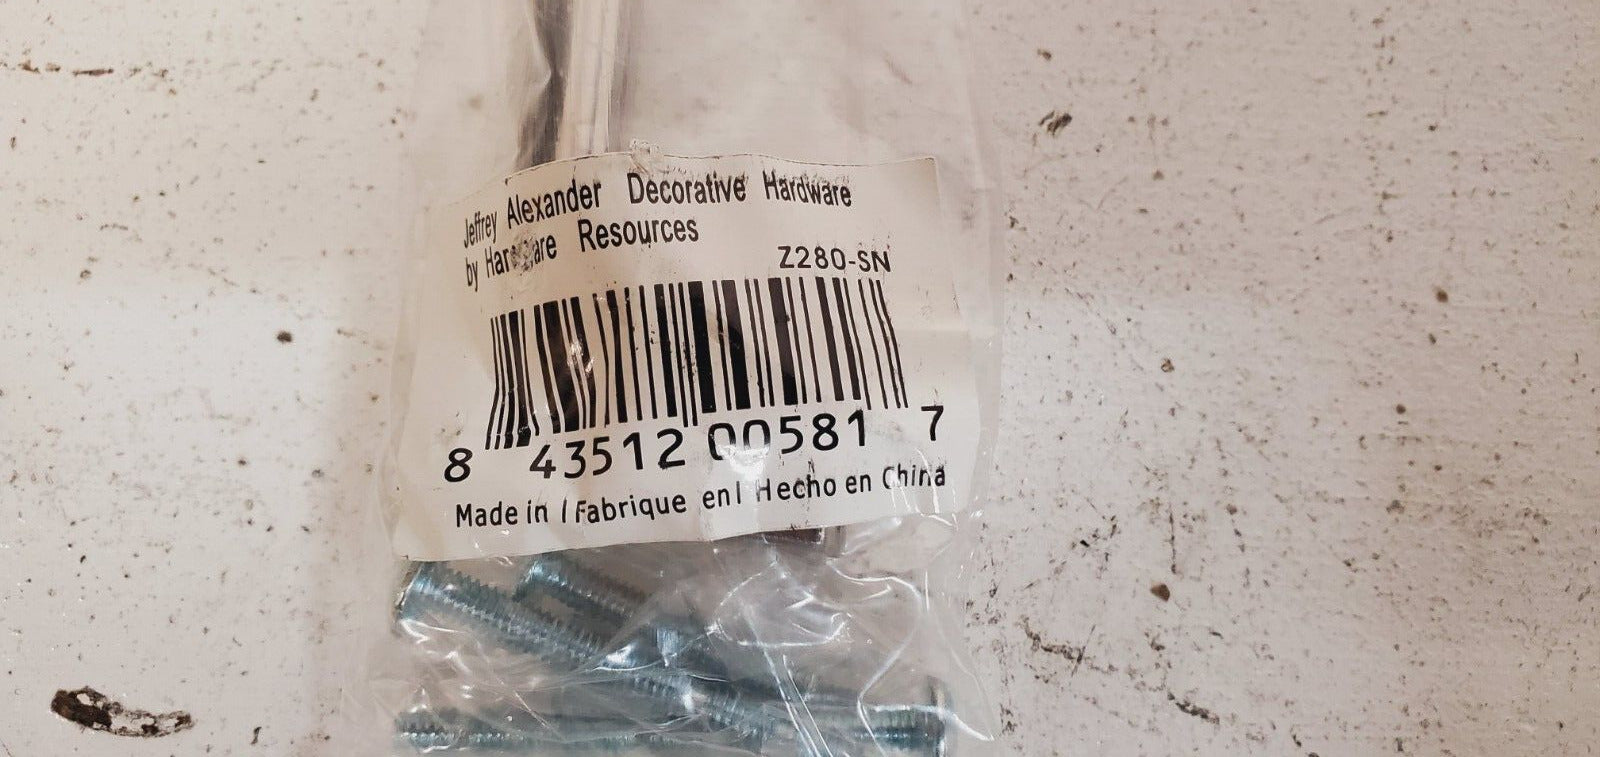 Jeffrey Alexander Decorative Hardware
by Hardware Resources
Z280-SN
8 43512 00581 7
Made in / Fabrique en / Hecho en China